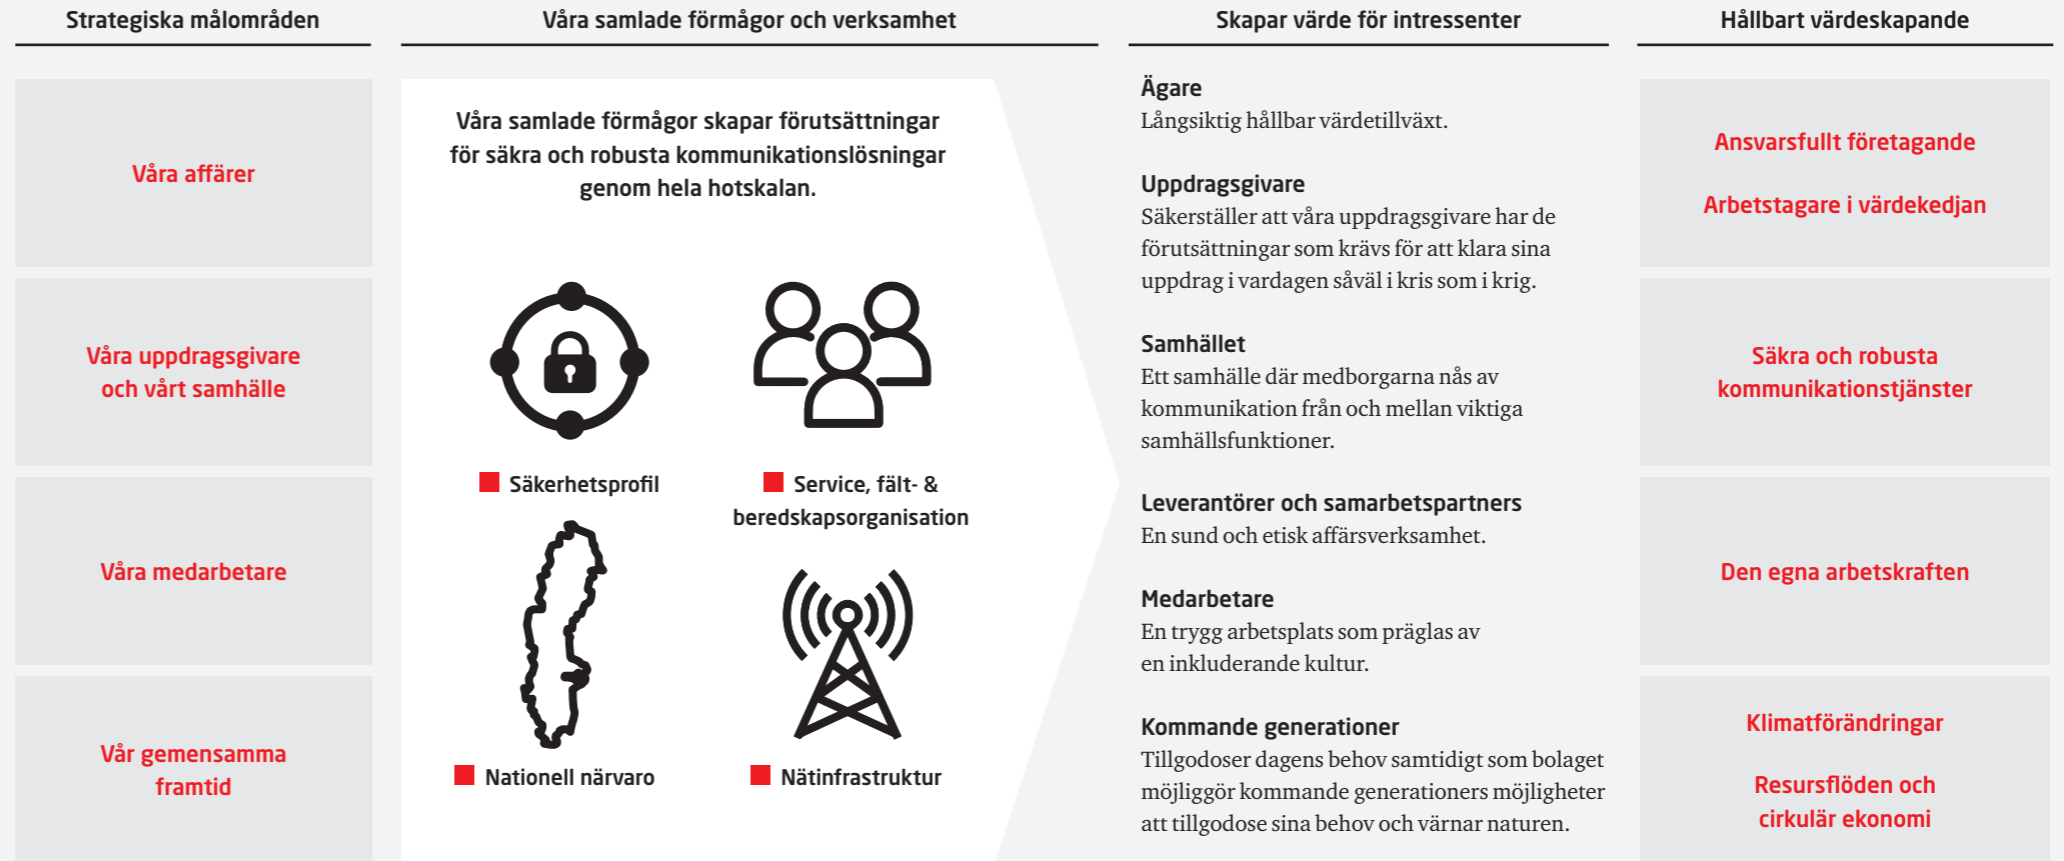 Strategiska målområden
Våra affärer
Våra uppdragsgivare
och vårt samhälle
Våra medarbetare
Vår gemensamma
framtid
Våra samlade förmågor och verksamhet
Våra samlade förmågor skapar förutsättningar
för säkra och robusta kommunikationslösningar
genom hela hotskalan.
Säkerhetsprofil
Service, fält- &
beredskapsorganisation
Nationell närvaro
Nätinfrastruktur
Skapar värde för intressenter
Ägare
Långsiktig hållbar värdetillväxt.
Uppdragsgivare
Säkerställer att våra uppdragsgivare har de
förutsättningar som krävs för att klara sina
uppdrag i vardagen såväl i kris som i krig.
Samhället
Ett samhälle där medborgarna nås av
kommunikation från och mellan viktiga
samhällsfunktioner.
Leverantörer och samarbetspartners
En sund och etisk affärsverksamhet.
Medarbetare
En trygg arbetsplats som präglas av
en inkluderande kultur.
Kommande generationer
Tillgodoser dagens behov samtidigt som bolaget
möjliggör kommande generationers möjligheter
att tillgodose sina behov och värnar naturen.
Hållbart värdeskapande
Ansvarsfullt företagande
Arbetstagare i värdekedjan
Säkra och robusta
kommunikationstjänster
Den egna arbetskraften
Klimatförändringar
Resursflöden och
cirkulär ekonomi